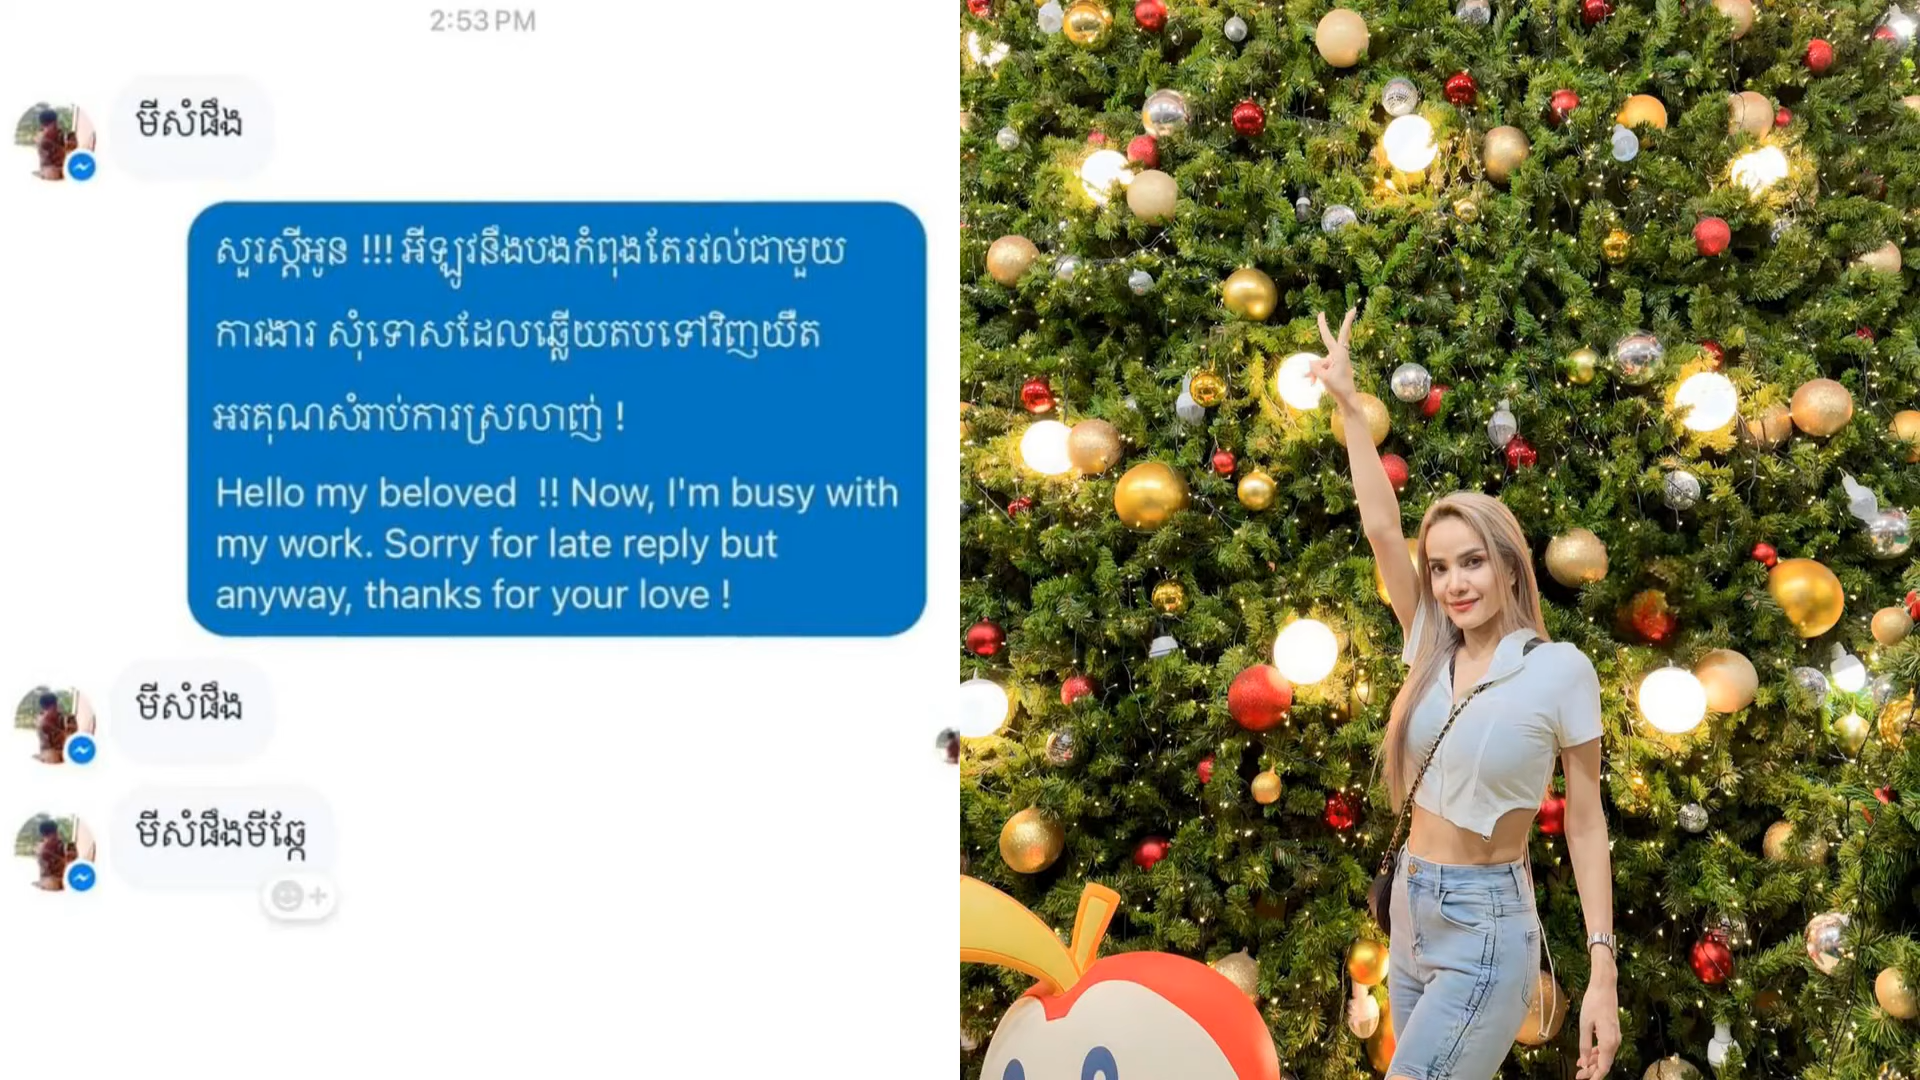 2:53 PM
មីសំផឹង
សួរស្តីអូន !!! អីឡូវនឹងបងកំពុងតែរវល់ជាមួយ
ការងារ សុំទោសដែលឆ្លើយតបទៅវិញយឺត
អរគុណសំរាប់ការស្រលាញ់ !
Hello my beloved !! Now, I'm busy with
my work. Sorry for late reply but
anyway, thanks for your love !
មីសំផឹង
មីសំផឹងមីឆ្កែ